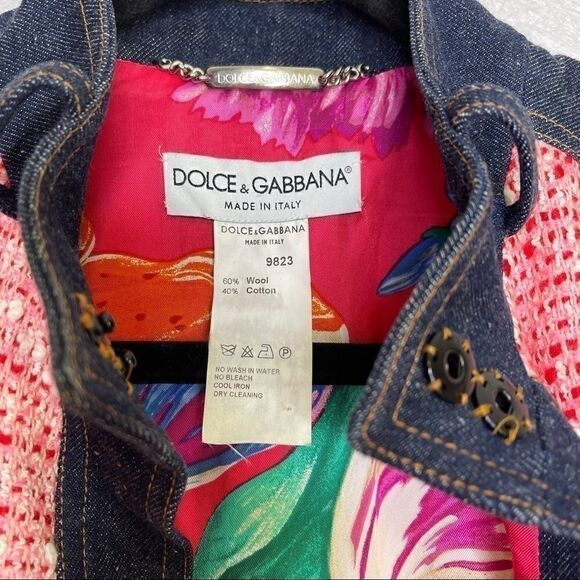 DOLCE&GABBANA
DOLCE & GABBANA®
MADE IN ITALY
DOLCE&GABBANA
MADE IN ITALY
9823
60% Wool
40% Cotton
NO WASH IN WATER
NO BLEACH
COOL IRON
DRY CLEANING